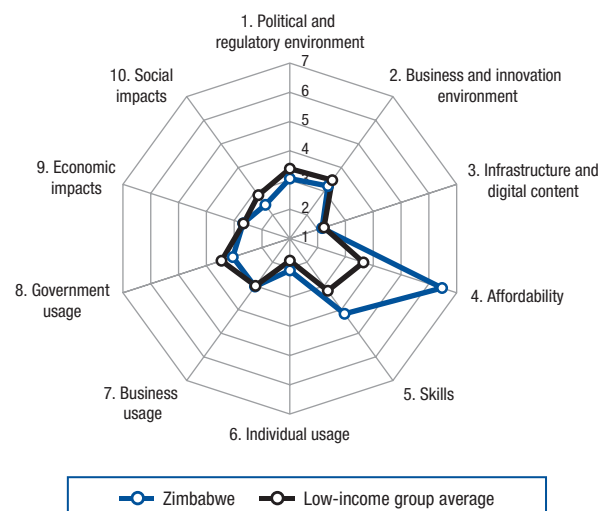 1. Political and
regulatory environment
2. Business and innovation
environment
3. Infrastructure and
digital content
4. Affordability
5. Skills
6. Individual usage
7. Business
usage
8. Government
usage
9. Economic
impacts
10. Social
impacts
7
6
5
4
3
2
1
Zimbabwe
Low-income group average